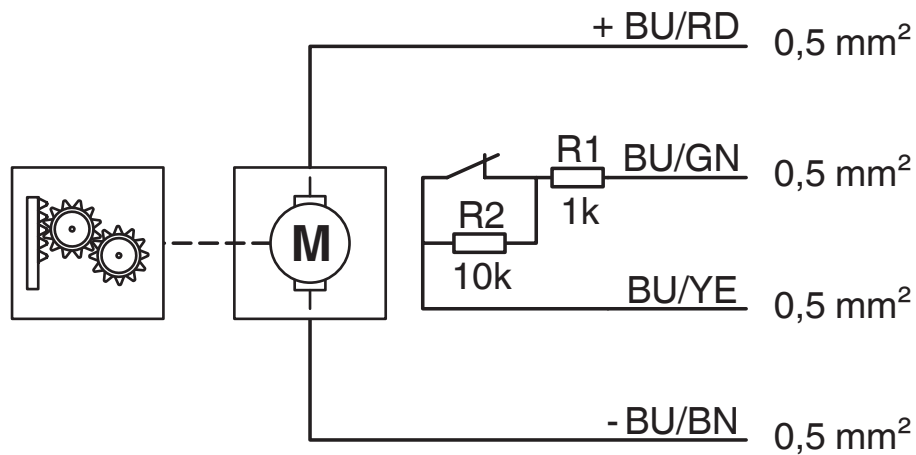 + BU/RD 0,5 mm²
R1 BU/GN 0,5 mm²
1k
R2
10k
M
BU/YE 0,5 mm²
- BU/BN 0,5 mm²